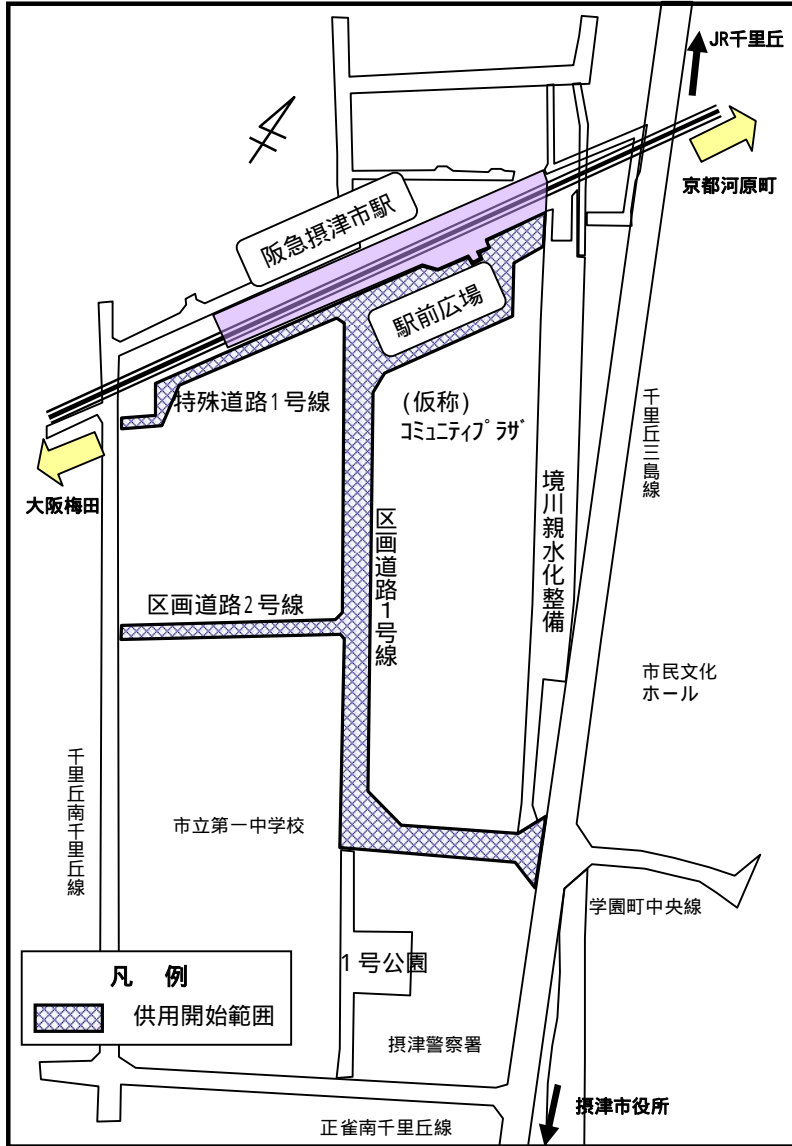 JR千里丘
京都河原町
阪急摂津市駅
駅前広場
特殊道路1号線
(仮称)
ｺﾐｭﾆﾃｨﾌﾟﾗｻﾞ
千里丘三島線
大阪梅田
区画道路1号線
境川親水化整備
区画道路2号線
市民文化
ホール
千里丘南千里丘線
市立第一中学校
学園町中央線
1号公園
凡 例
供用開始範囲
摂津警察署
摂津市役所
正雀南千里丘線